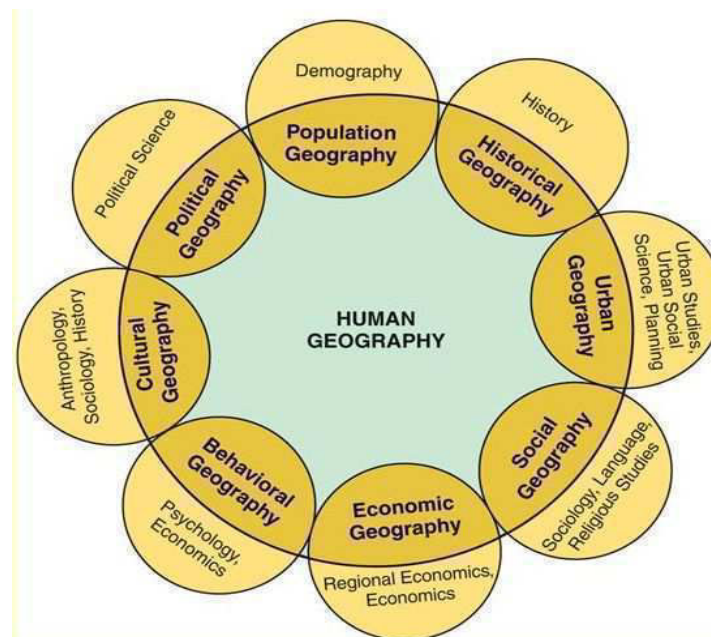 Demography
Population
Geography
History
Historical
Geography
Urban Studies,
Urban Social
Science, Planning
Urban
Geography
Social
Geography
Sociology, Language,
Religious Studies
Economic
Geography
Regional Economics,
Economics
Behavioral
Geography
Psychology,
Economics
Cultural
Geography
Anthropology,
Sociology, History
Political Science
Political
Geography
HUMAN
GEOGRAPHY